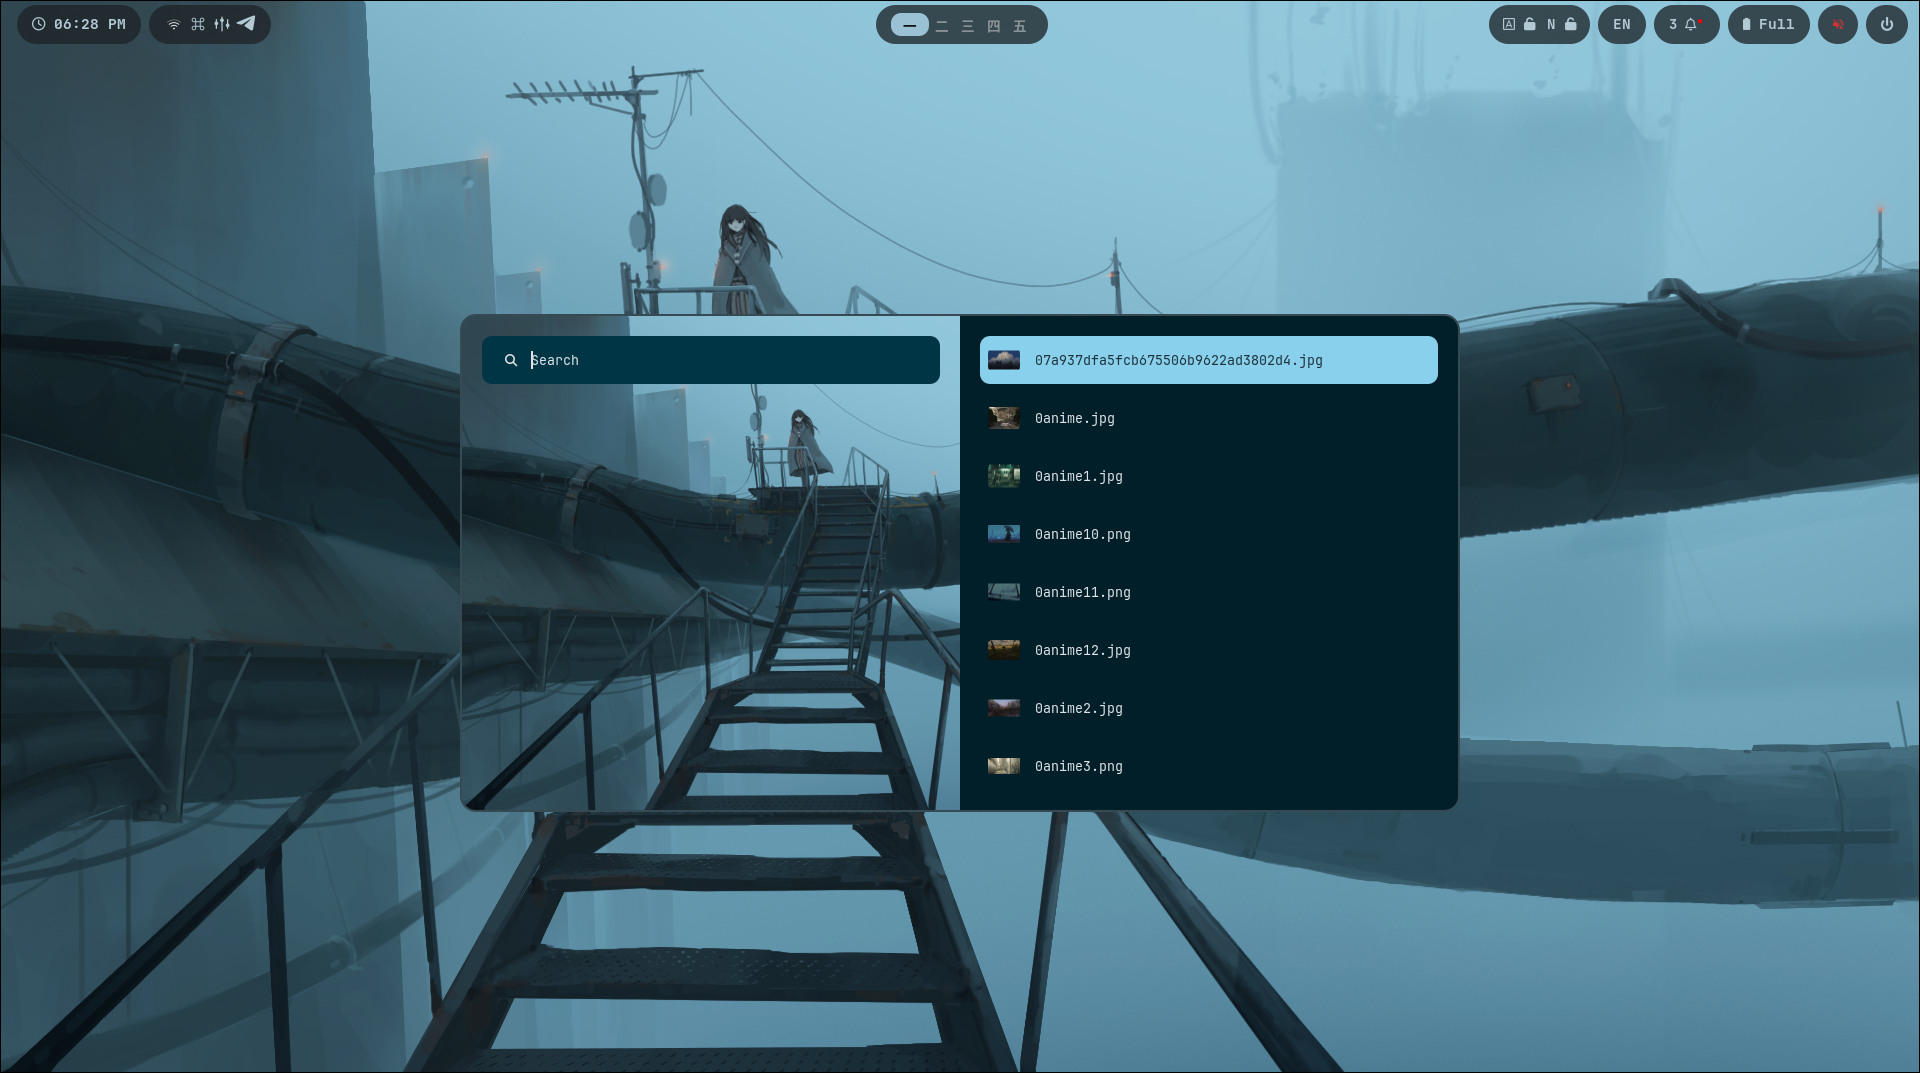 06:28 PM
一 二 三 四 五
A N
EN
3
Full
Search
07a937dfa5fcb675506b9622ad3802d4.jpg
0anime.jpg
0anime1.jpg
0anime10.png
0anime11.png
0anime12.jpg
0anime2.jpg
0anime3.png